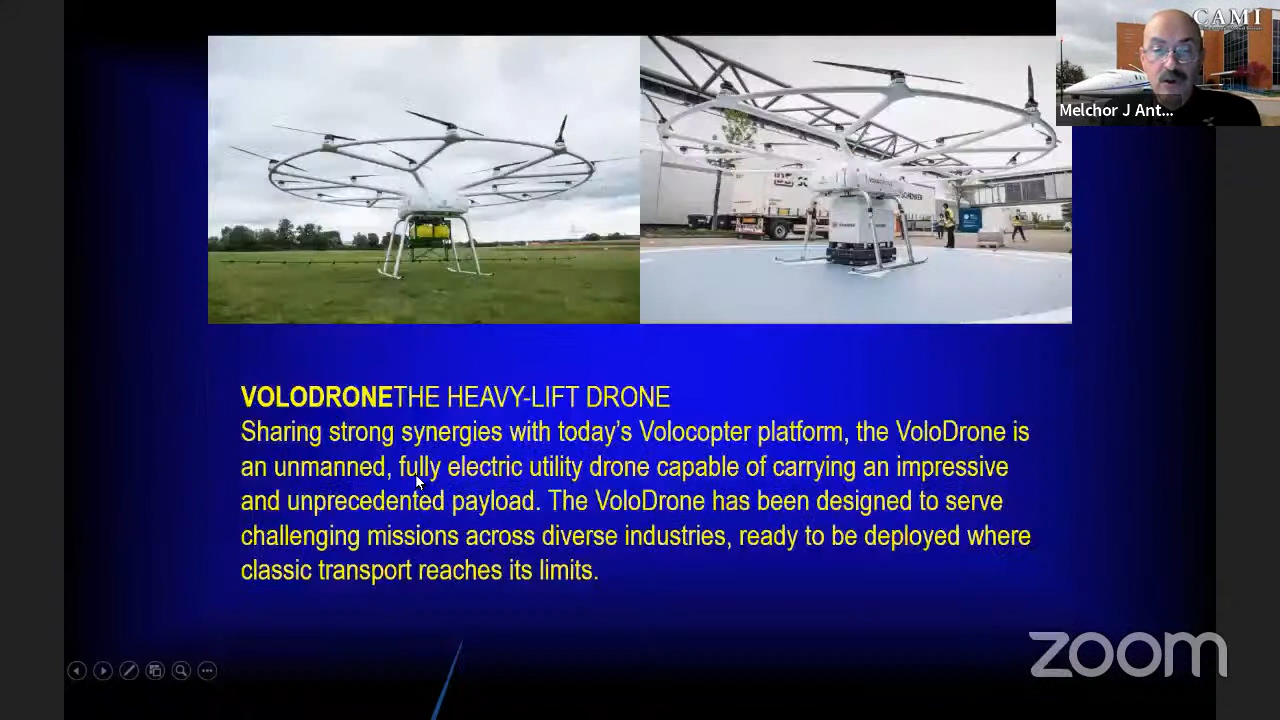 CAMI
Melchor J Ant...
SCHENKER
VOLODRONETHE HEAVY-LIFT DRONE
Sharing strong synergies with today's Volocopter platform, the VoloDrone is
an unmanned, fully electric utility drone capable of carrying an impressive
and unprecedented payload. The VoloDrone has been designed to serve
challenging missions across diverse industries, ready to be deployed where
classic transport reaches its limits.
zoom